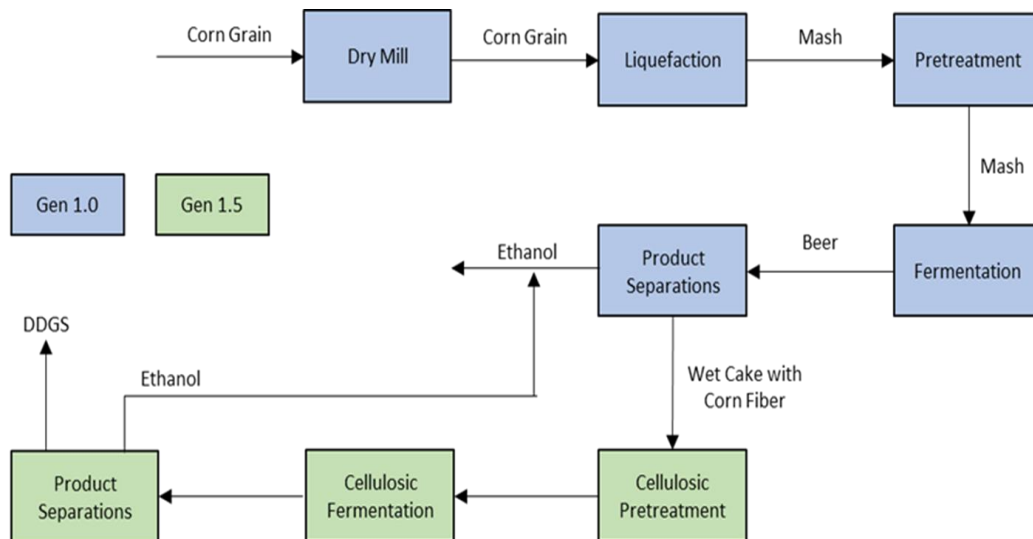 Corn Grain
Dry Mill
Corn Grain
Liquefaction
Mash
Pretreatment
Mash
Gen 1.0
Gen 1.5
Ethanol
Product
Separations
Beer
Fermentation
DDGS
Ethanol
Wet Cake with
Corn Fiber
Product
Separations
Cellulosic
Fermentation
Cellulosic
Pretreatment